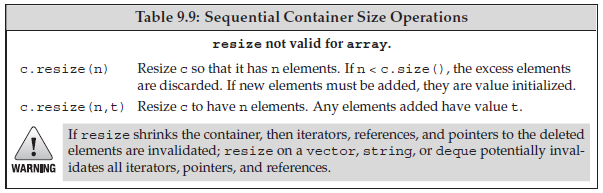 Table 9.9: Sequential Container Size Operations
resize not valid for array.
c.resize(n) Resize c so that it has n elements. If n < c.size(), the excess elements
are discarded. If new elements must be added, they are value initialized.
c.resize(n,t) Resize c to have n elements. Any elements added have value t.
If resize shrinks the container, then iterators, references, and pointers to the deleted
elements are invalidated; resize on a vector, string, or deque potentially inval-
idates all iterators, pointers, and references.
WARNING